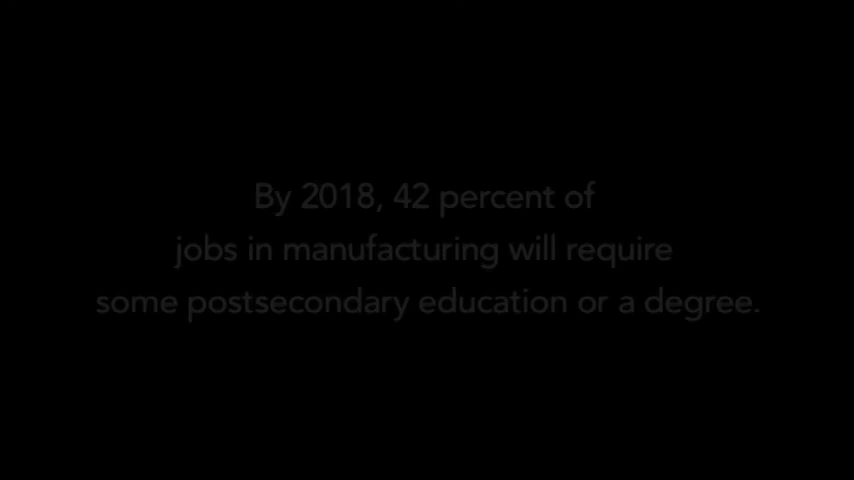 By 2018, 42 percent of
jobs in manufacturing will require
some postsecondary education or a degree.